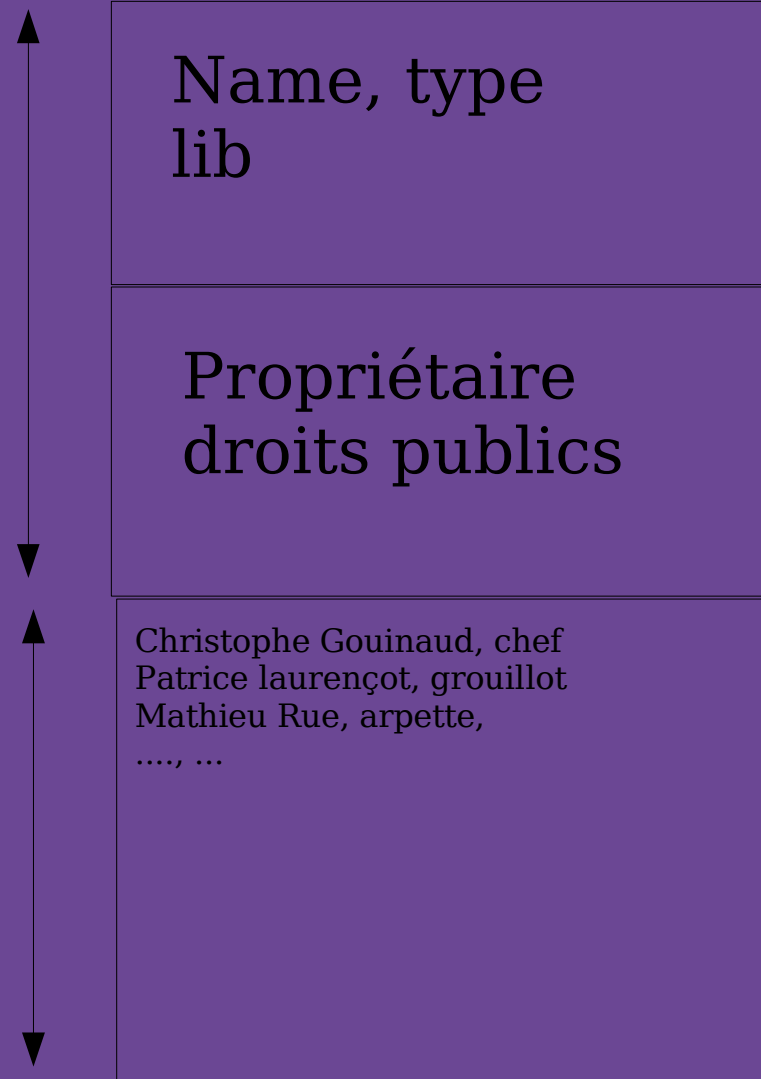 Name, type
lib
Propriétaire
droits publics
Christophe Gouinaud, chef
Patrice laurençot, grouillot
Mathieu Rue, arpette,
...., ...